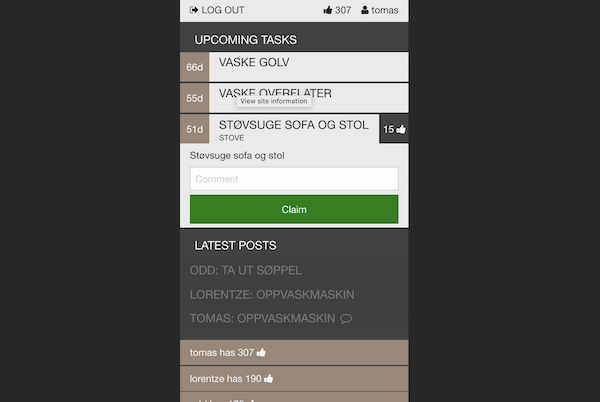 LOG OUT 307 tomas
UPCOMING TASKS
66d VASKE GOLV
55d VASKE OVERFLATER
View site information
51d STØVSUGE SOFA OG STOL 15
STOVE
Støvsuge sofa og stol
Comment
Claim
LATEST POSTS
ODD: TA UT SØPPEL
LORENTZE: OPPVASKMASKIN
TOMAS: OPPVASKMASKIN
tomas has 307
lorentze has 190